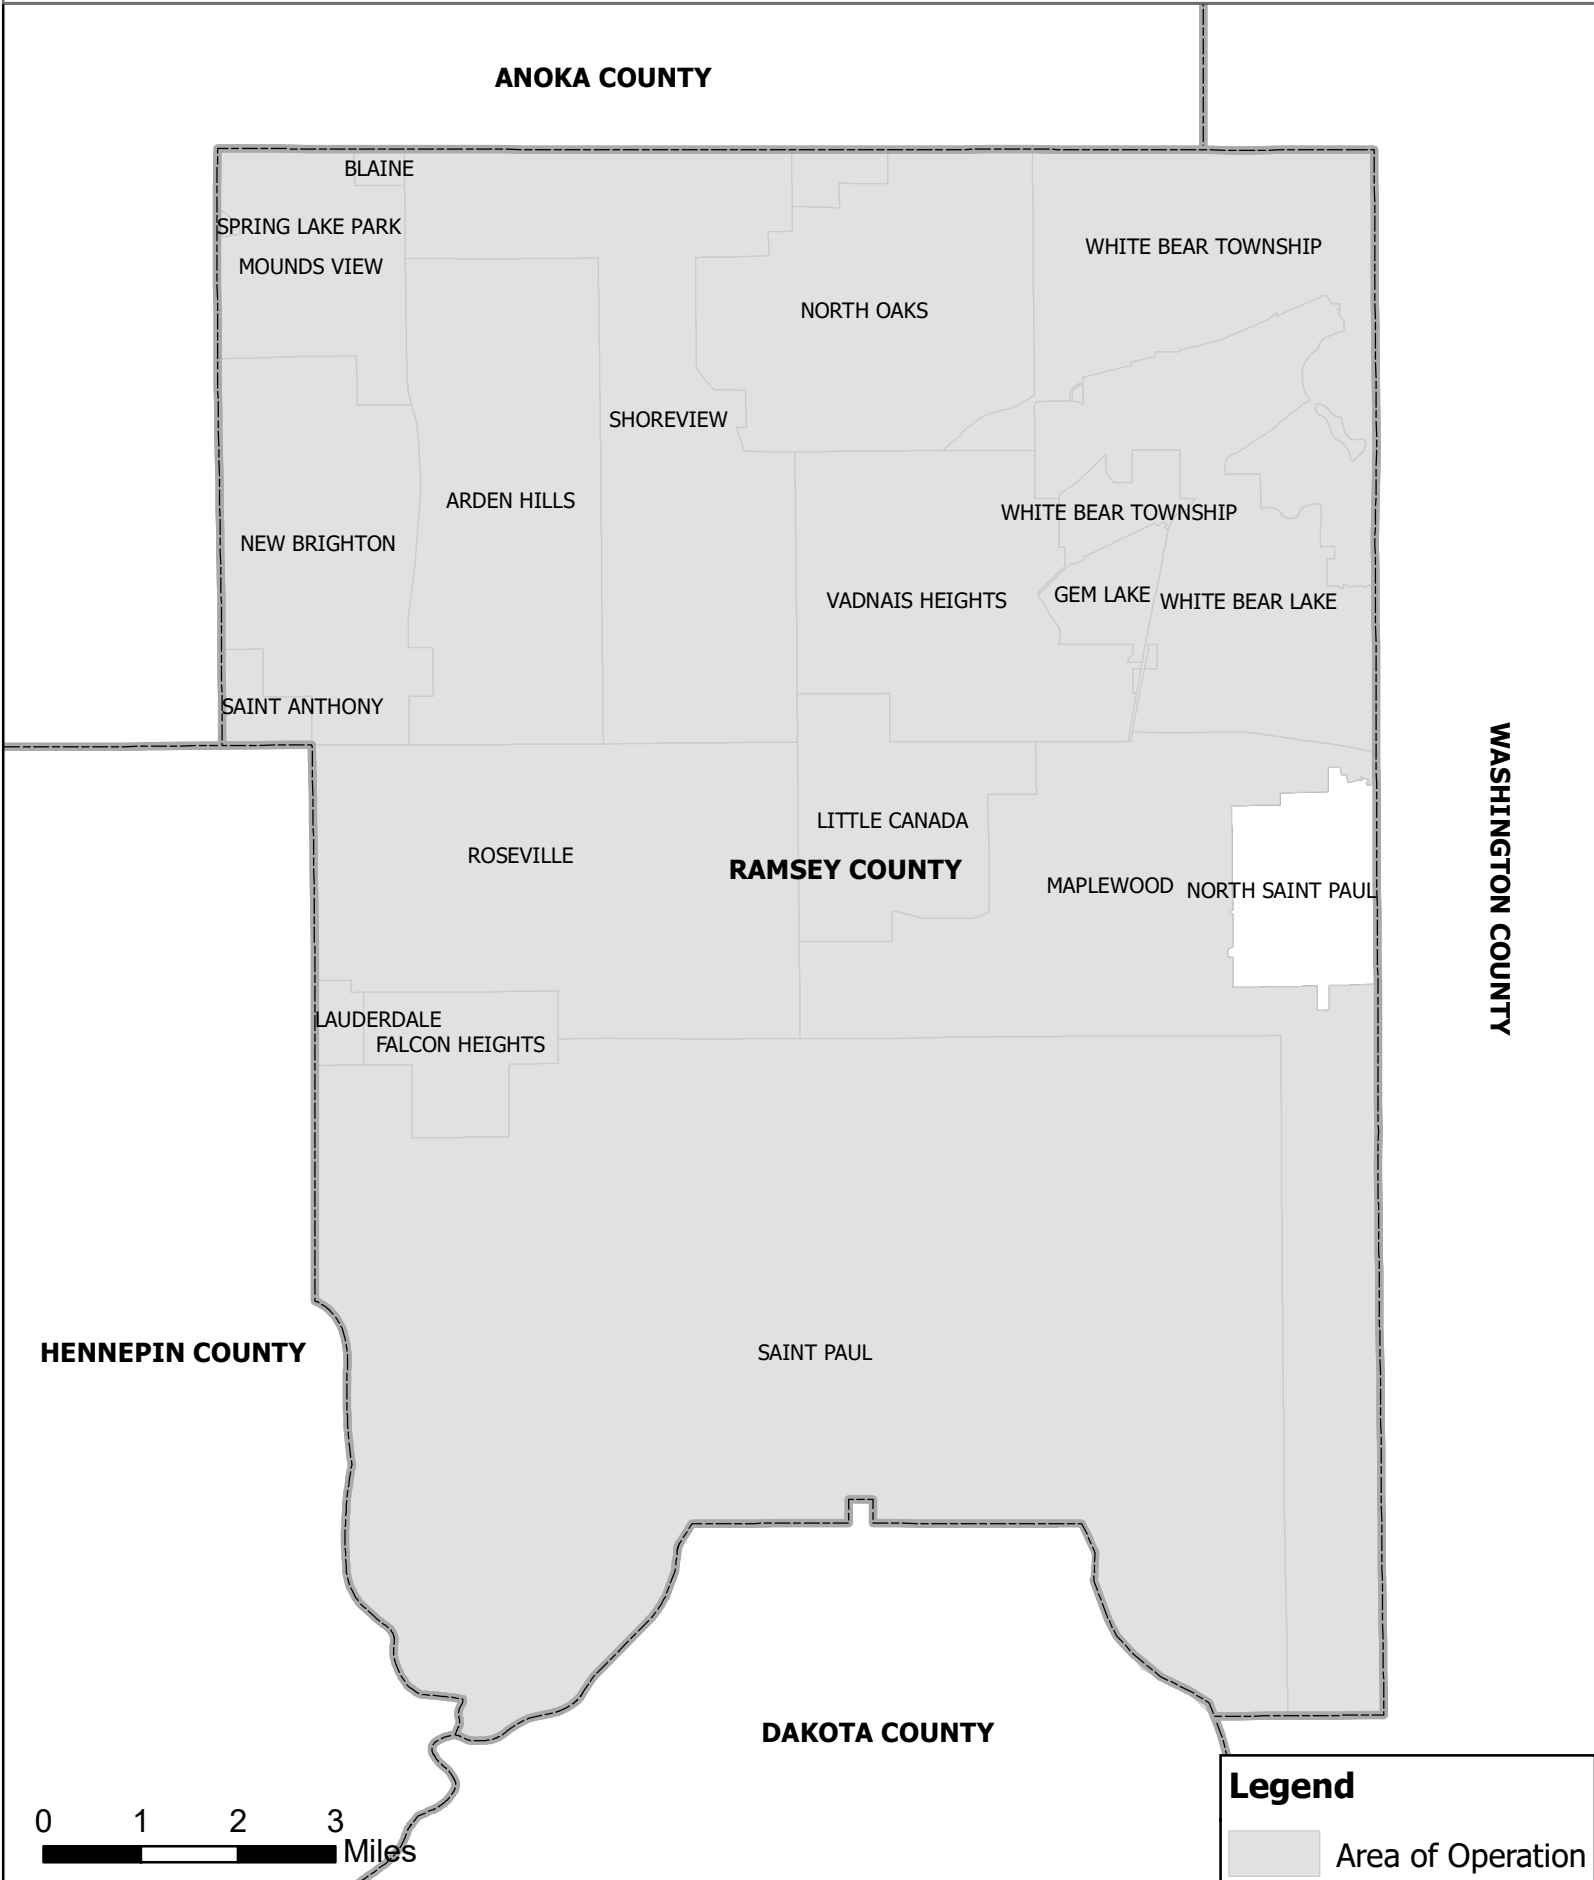 ANOKA COUNTY
BLAINE
SPRING LAKE PARK
WHITE BEAR TOWNSHIP
MOUNDS VIEW
NORTH OAKS
SHOREVIEW
ARDEN HILLS
WHITE BEAR TOWNSHIP
NEW BRIGHTON
GEM LAKE
VADNAIS HEIGHTS
WHITE BEAR LAKE
SAINT ANTHONY
WASHINGTON COUNTY
LITTLE CANADA
ROSEVILLE
RAMSEY COUNTY
MAPLEWOOD
NORTH SAINT PAUL
LAUDERDALE
FALCON HEIGHTS
HENNEPIN COUNTY
SAINT PAUL
DAKOTA COUNTY
Legend
0 1 2 3
Miles
Area of Operation